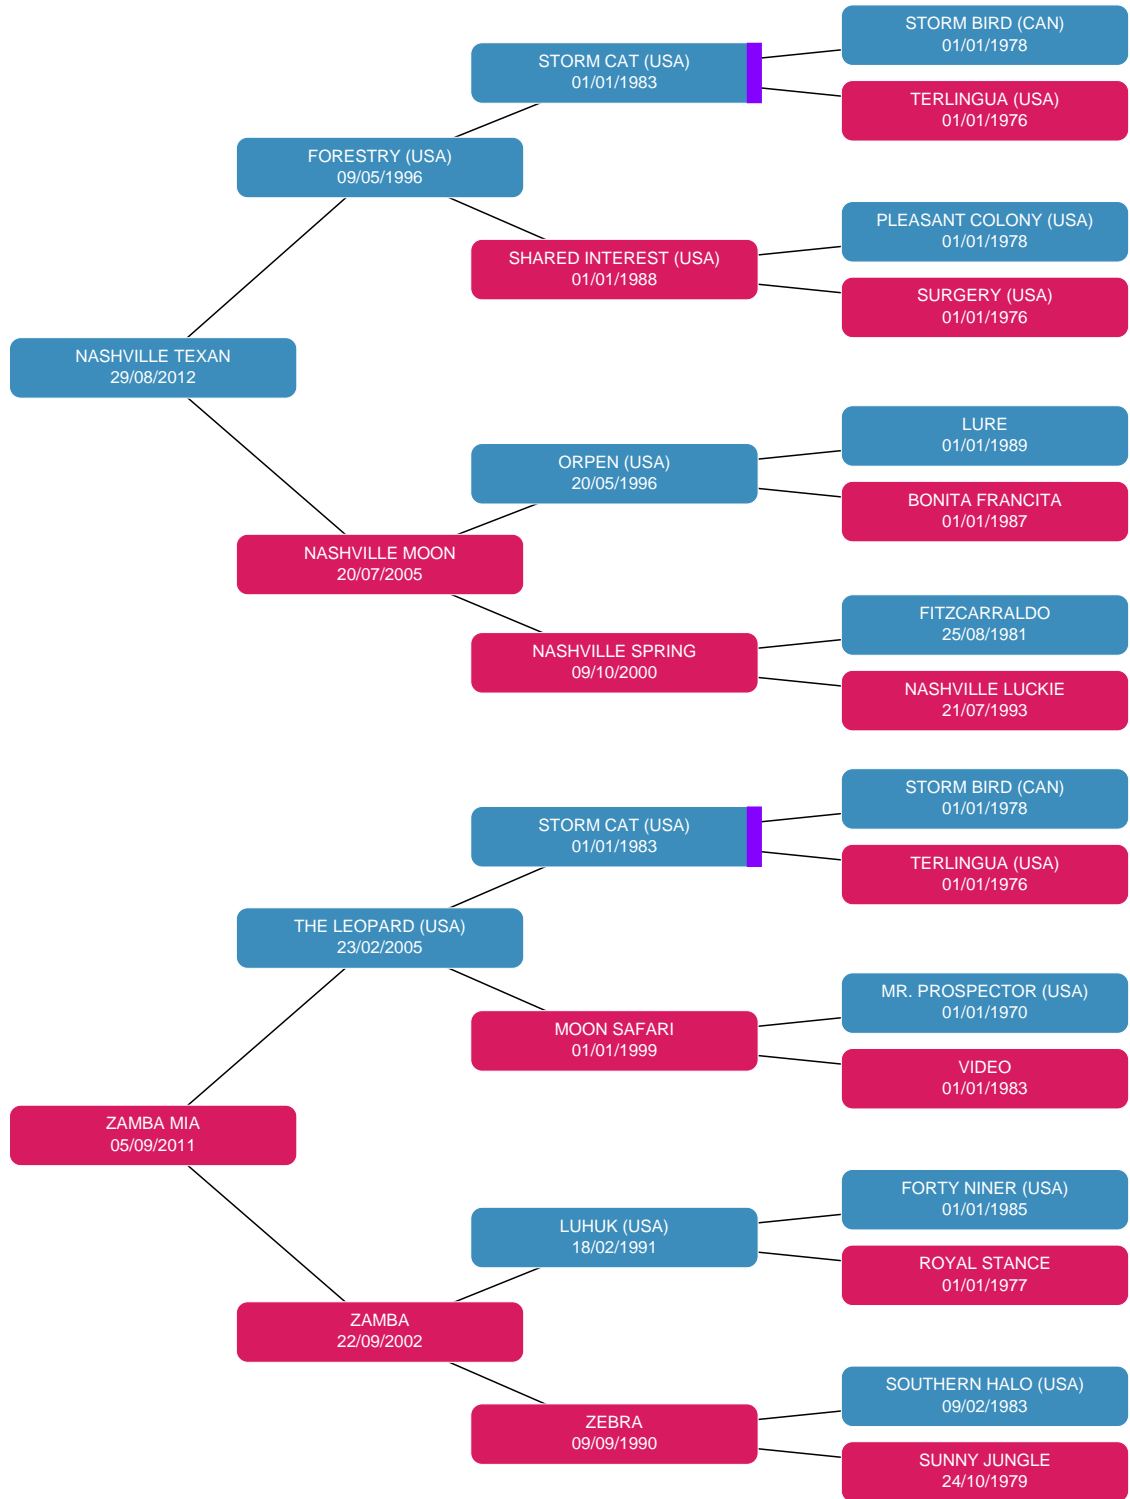 STORM BIRD (CAN)
01/01/1978
STORM CAT (USA)
01/01/1983
TERLINGUA (USA)
01/01/1976
FORESTRY (USA)
09/05/1996
PLEASANT COLONY (USA)
01/01/1978
SHARED INTEREST (USA)
01/01/1988
SURGERY (USA)
01/01/1976
NASHVILLE TEXAN
29/08/2012
LURE
01/01/1989
ORPEN (USA)
20/05/1996
BONITA FRANCITA
01/01/1987
NASHVILLE MOON
20/07/2005
FITZCARRALDO
25/08/1981
NASHVILLE SPRING
09/10/2000
NASHVILLE LUCKIE
21/07/1993
STORM BIRD (CAN)
01/01/1978
STORM CAT (USA)
01/01/1983
TERLINGUA (USA)
01/01/1976
THE LEOPARD (USA)
23/02/2005
MR. PROSPECTOR (USA)
01/01/1970
MOON SAFARI
01/01/1999
VIDEO
01/01/1983
ZAMBA MIA
05/09/2011
FORTY NINER (USA)
01/01/1985
LUHUK (USA)
18/02/1991
ROYAL STANCE
01/01/1977
ZAMBA
22/09/2002
SOUTHERN HALO (USA)
09/02/1983
ZEBRA
09/09/1990
SUNNY JUNGLE
24/10/1979